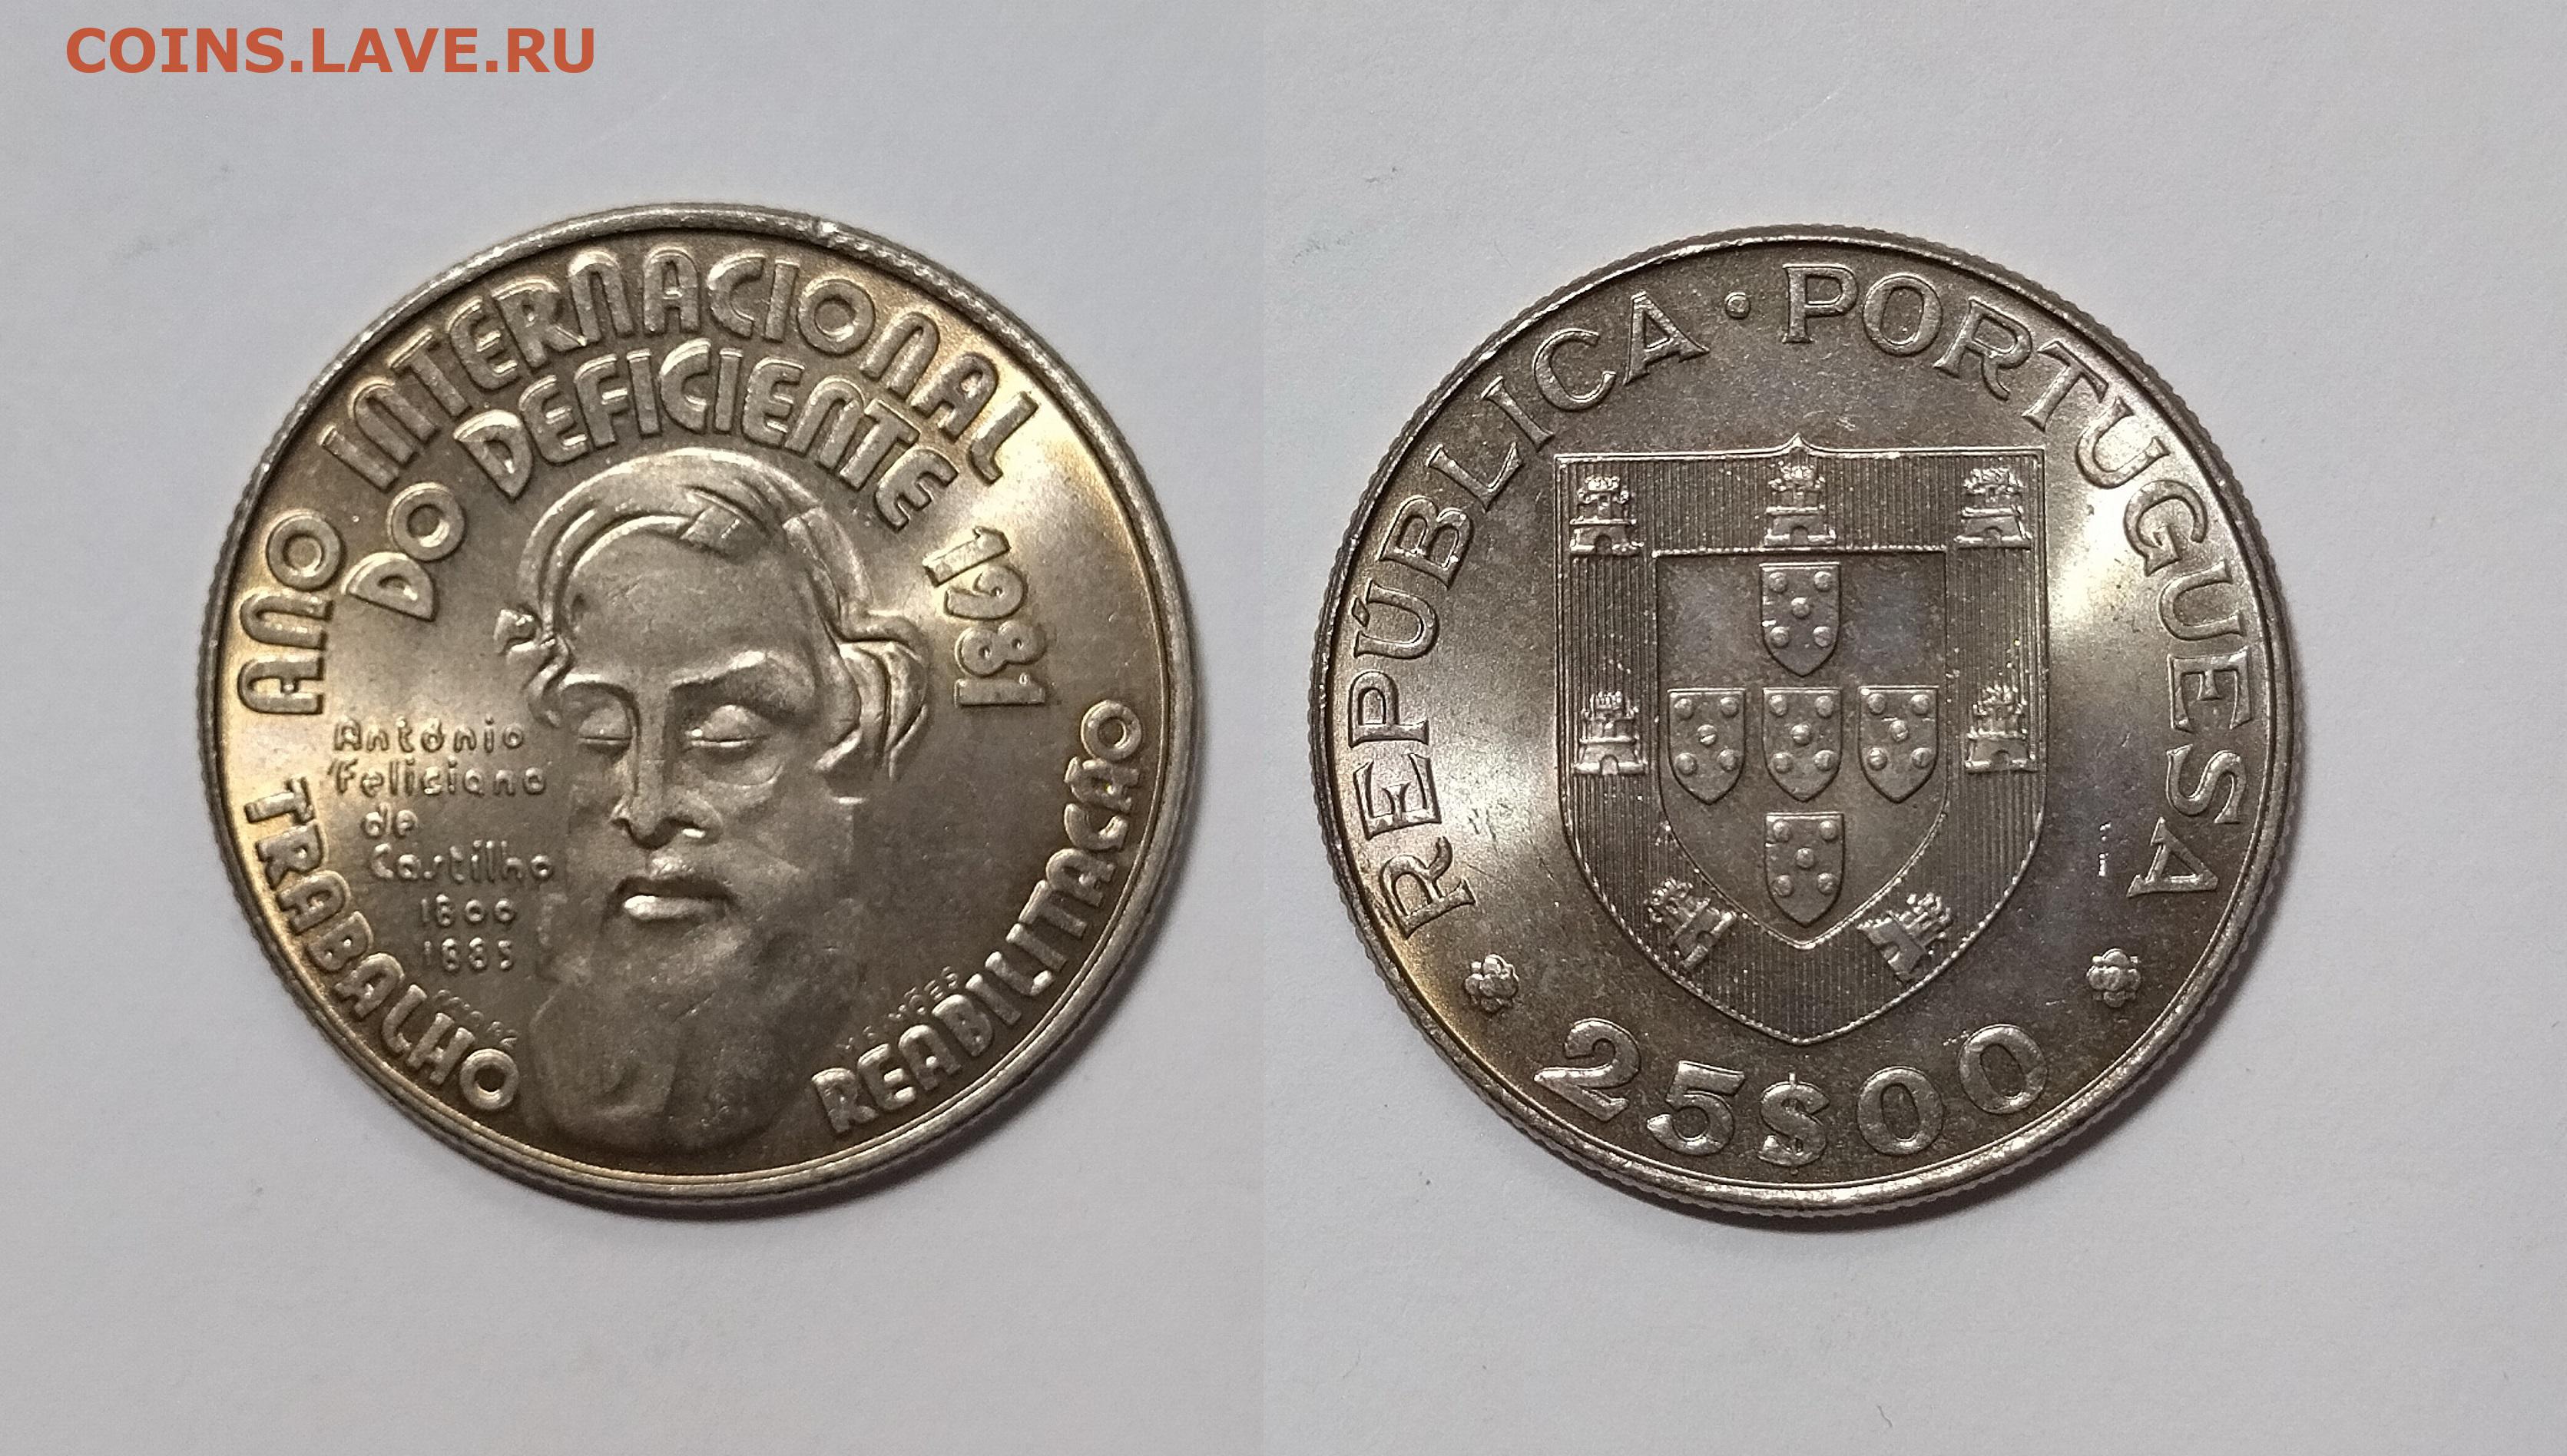 COINS.LAVE.RU
ANO INTERNACIONAL
DO DEFICIENTE 1981
António
Feliciano
de
Castilho
1800
1885
TRABALHO
REABILITAÇÃO
REPÚBLICA · PORTUGUESA
25$00